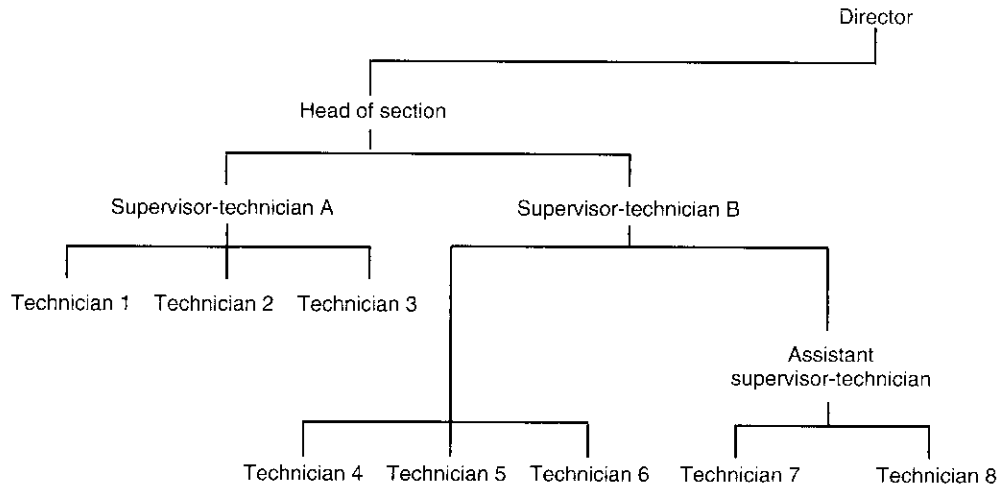 Director
Head of section
Supervisor-technician A
Supervisor-technician B
Technician 1
Technician 2
Technician 3
Assistant
supervisor-technician
Technician 4
Technician 5
Technician 6
Technician 7
Technician 8